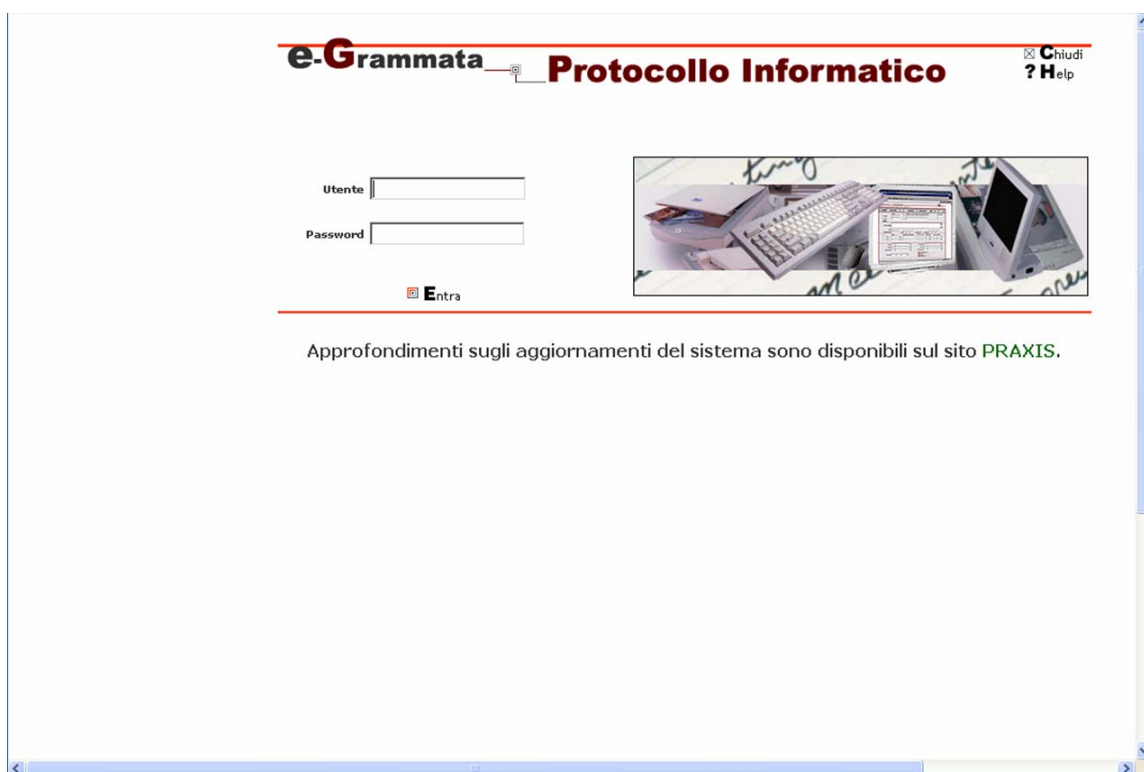 e-Grammata
Protocollo Informatico
Chiudi
? Help
Utente
Password
Entra
Approfondimenti sugli aggiornamenti del sistema sono disponibili sul sito PRAXIS.